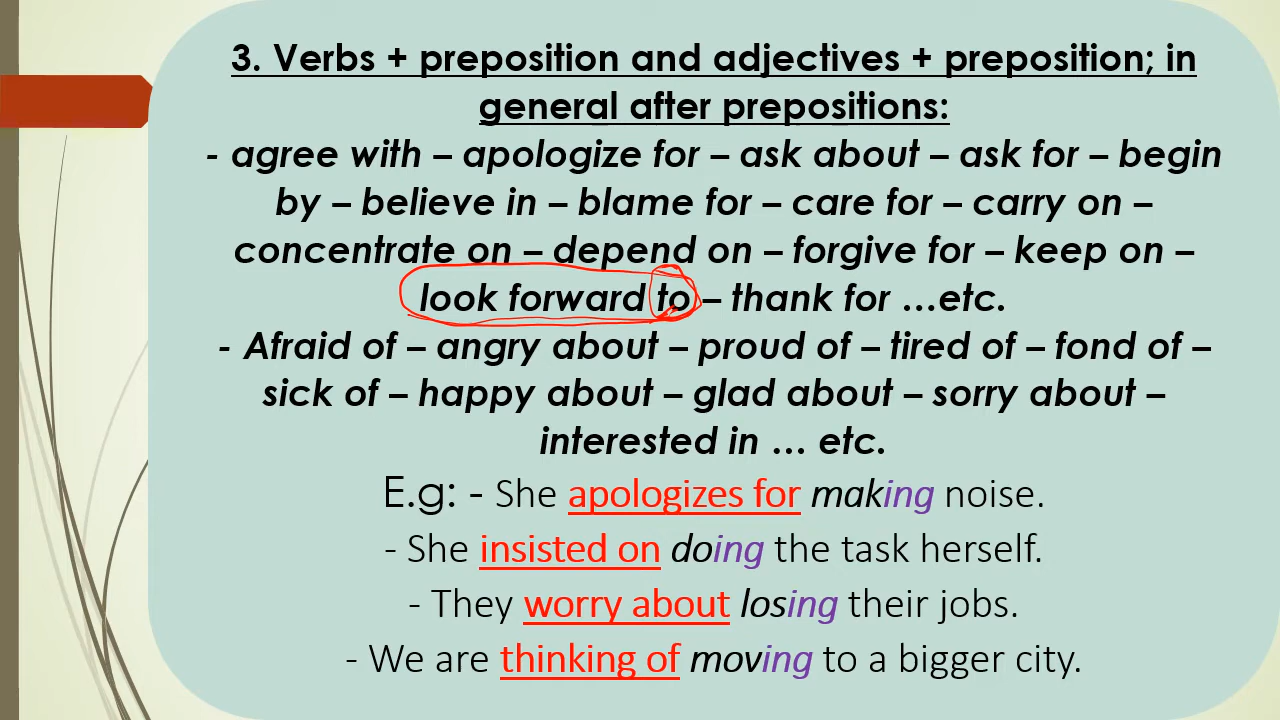 3. Verbs + preposition and adjectives + preposition; in
general after prepositions:
- agree with – apologize for – ask about – ask for – begin
by – believe in – blame for – care for – carry on –
concentrate on – depend on – forgive for – keep on –
look forward to – thank for …etc.
- Afraid of – angry about – proud of – tired of – fond of –
sick of – happy about – glad about – sorry about –
interested in … etc.
E.g: - She apologizes for making noise.
- She insisted on doing the task herself.
- They worry about losing their jobs.
- We are thinking of moving to a bigger city.